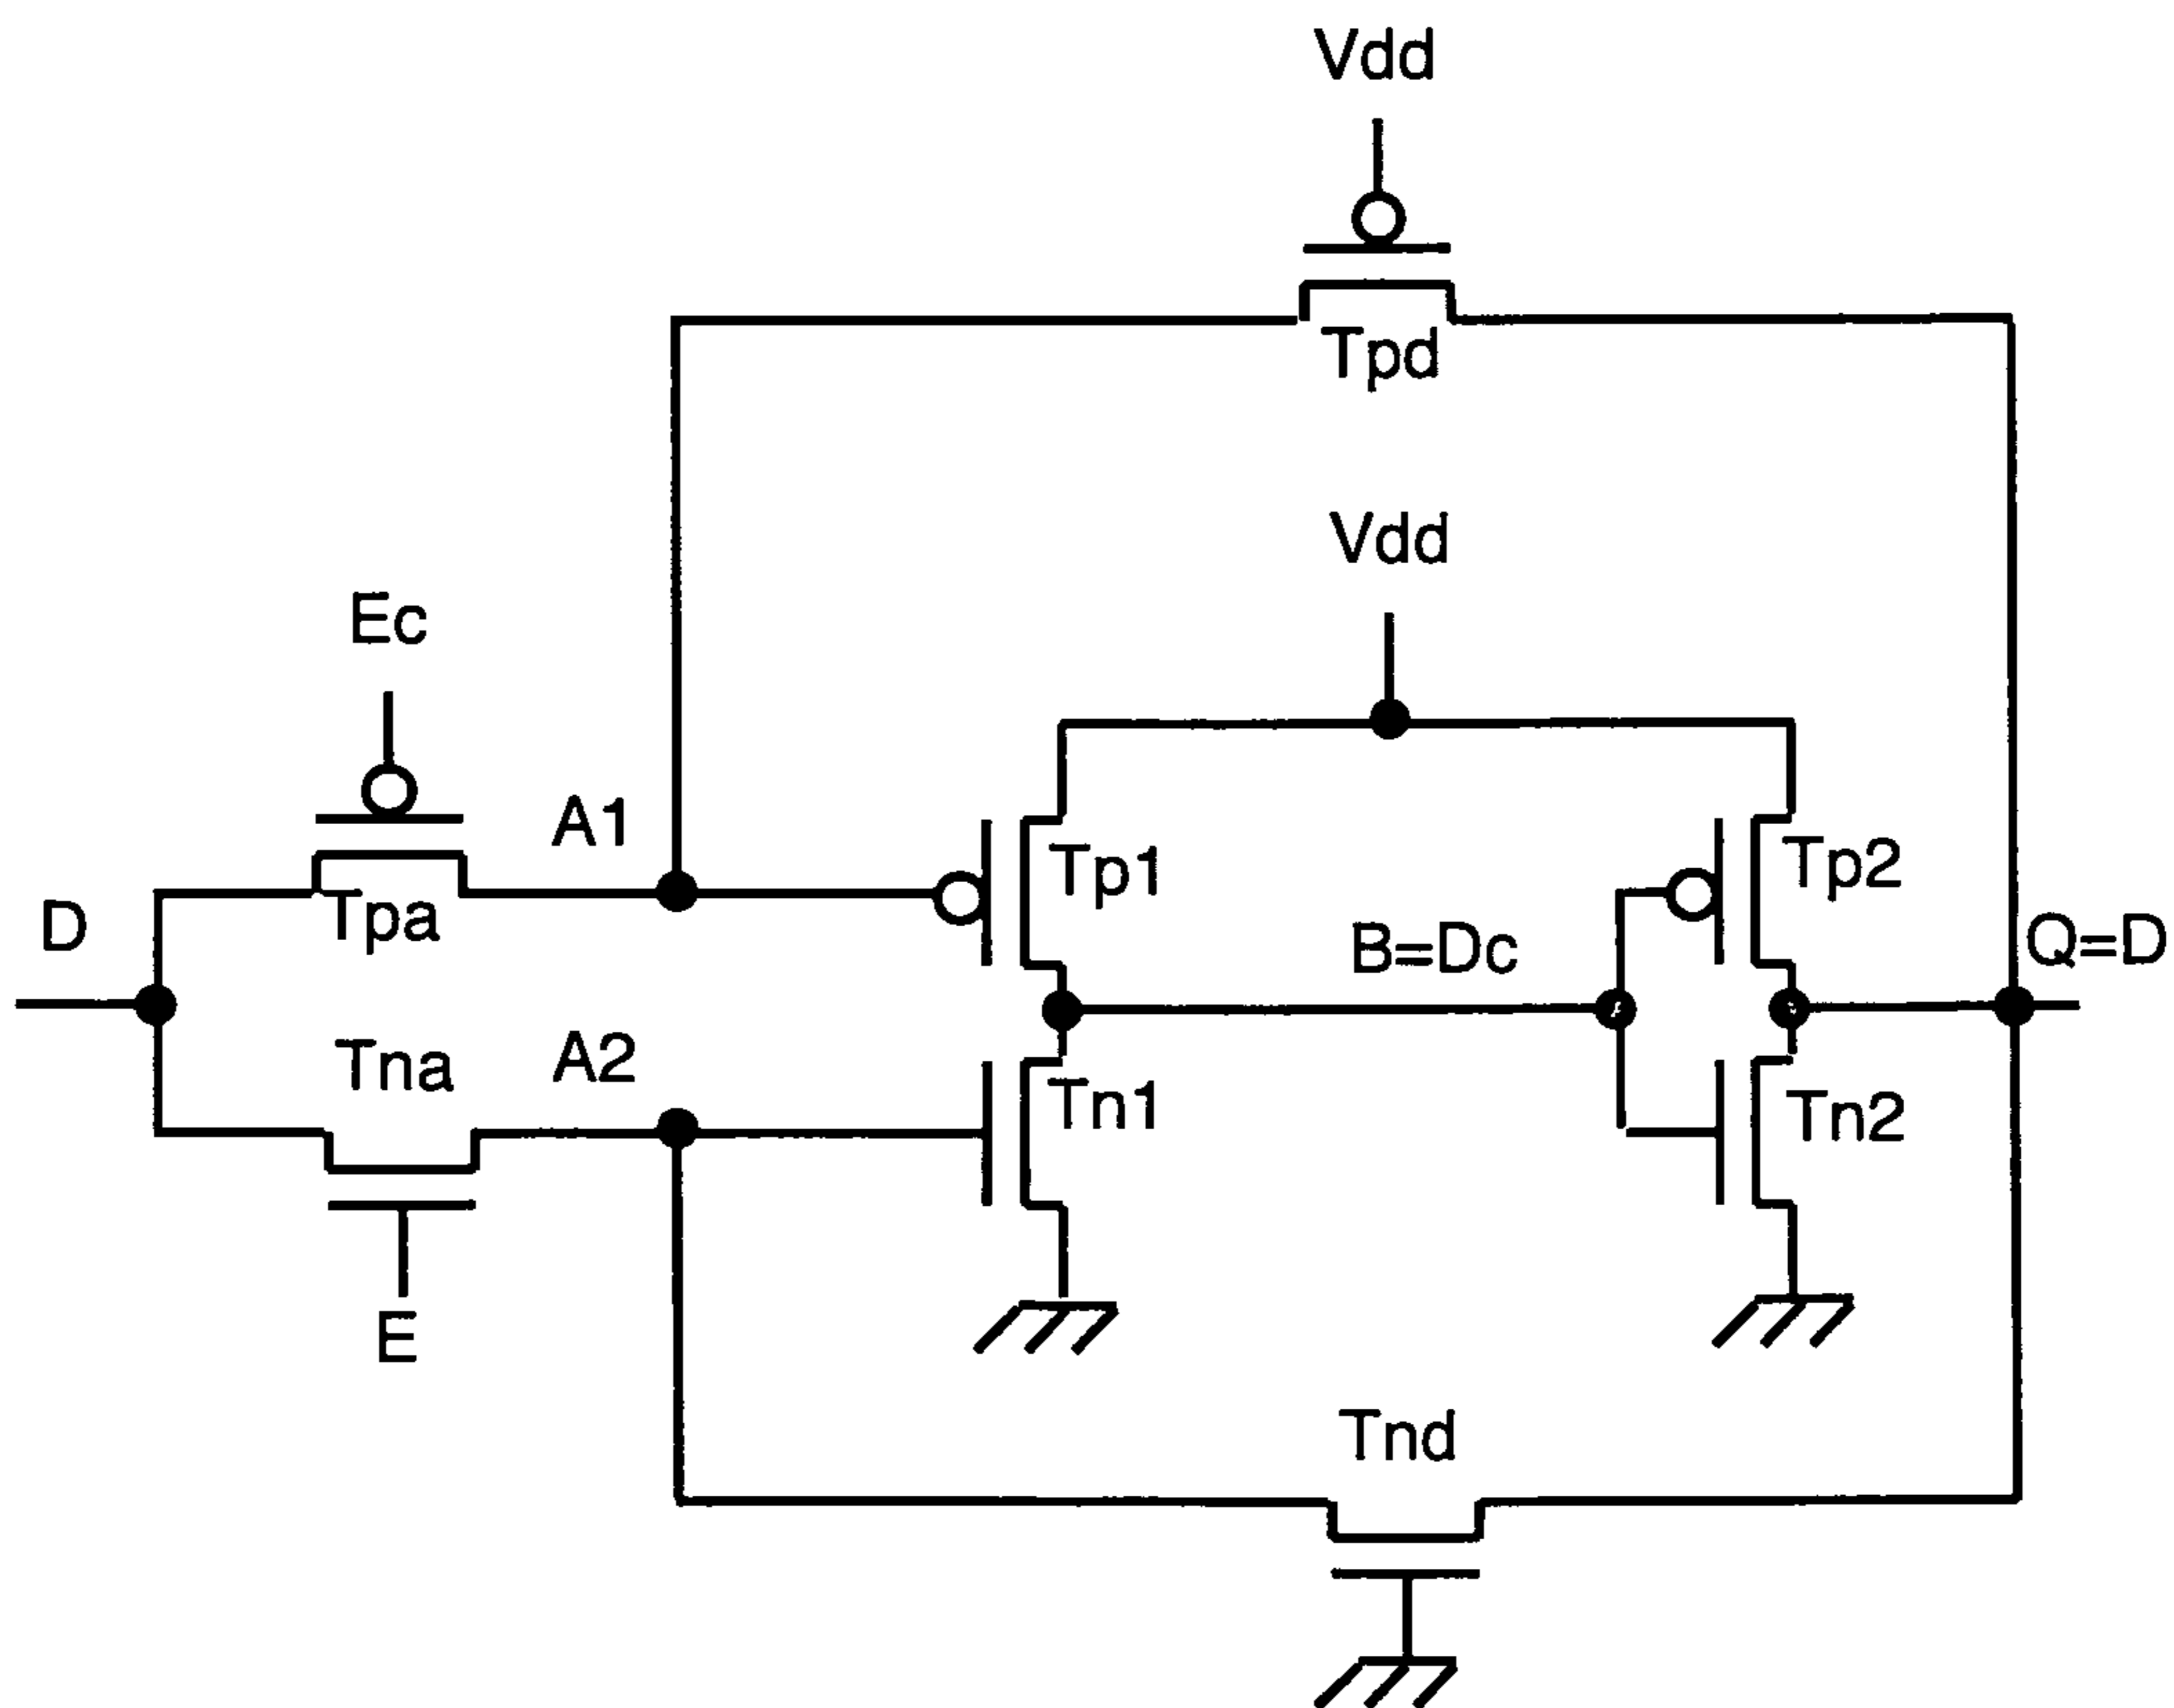 Vdd
Tpd
Vdd
Ec
A1
Tp1
Tp2
D
Tpa
B=Dc
Q=D
Tna
A2
Tn1
Tn2
E
Tnd